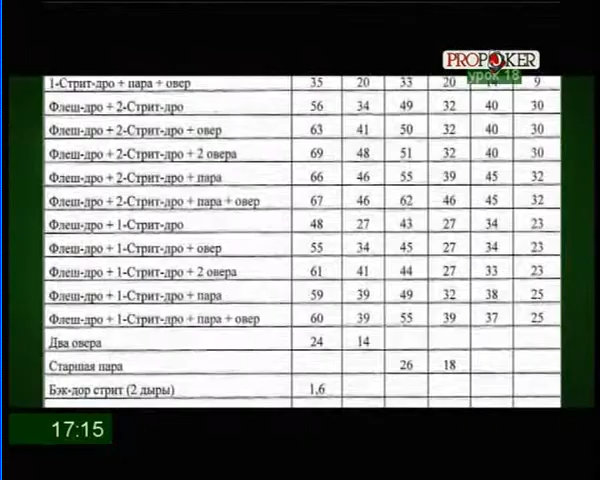 PROPOKER
урок 18
1-Стрит-дро + пара + овер 35 20 33 20 14 9
Флеш-дро + 2-Стрит-дро 56 34 49 32 40 30
Флеш-дро + 2-Стрит-дро + овер 63 41 50 32 40 30
Флеш-дро + 2-Стрит-дро + 2 овера 69 48 51 32 40 30
Флеш-дро + 2-Стрит-дро + пара 66 46 55 39 45 32
Флеш-дро + 2-Стрит-дро + пара + овер 67 46 62 46 45 32
Флеш-дро + 1-Стрит-дро 48 27 43 27 34 23
Флеш-дро + 1-Стрит-дро + овер 55 34 45 27 34 23
Флеш-дро + 1-Стрит-дро + 2 овера 61 41 44 27 33 23
Флеш-дро + 1-Стрит-дро + пара 59 39 49 32 38 25
Флеш-дро + 1-Стрит-дро + пара + овер 60 39 55 39 37 25
Два овера 24 14
Старшая пара 26 18
Бэк-дор стрит (2 дыры) 1,6
17:15